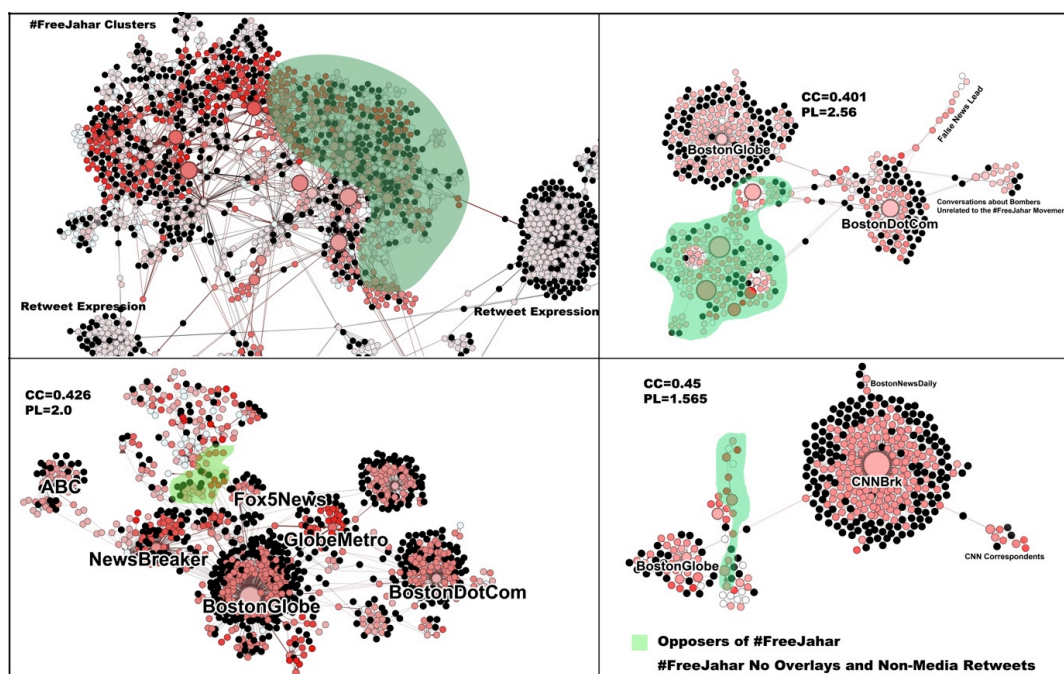 #FreeJahar Clusters
Retweet Expression
Retweet Expression
CC=0.401
PL=2.56
BostonGlobe
False News Lead
Conversations about Bombers
Unrelated to the #FreeJahar Movemen
BostonDotCom
CC=0.426
PL=2.0
ABC
Fox5News
GlobeMetro
NewsBreaker
BostonGlobe
BostonDotCom
CC=0.45
PL=1.565
BostonNewsDaily
CNNBrk
BostonGlobe
CNN Correspondents
Opposers of #FreeJahar
#FreeJahar No Overlays and Non-Media Retweets